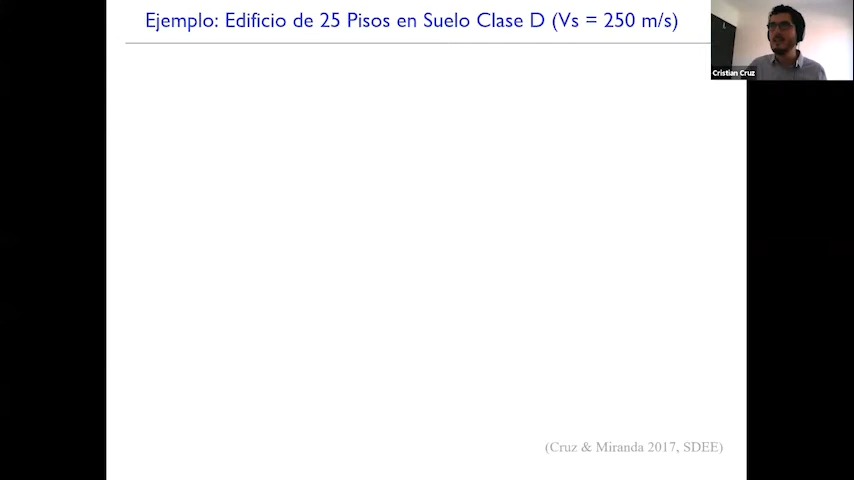 Ejemplo: Edificio de 25 Pisos en Suelo Clase D (Vs = 250 m/s)
Cristian Cruz
(Cruz & Miranda 2017, SDEE)